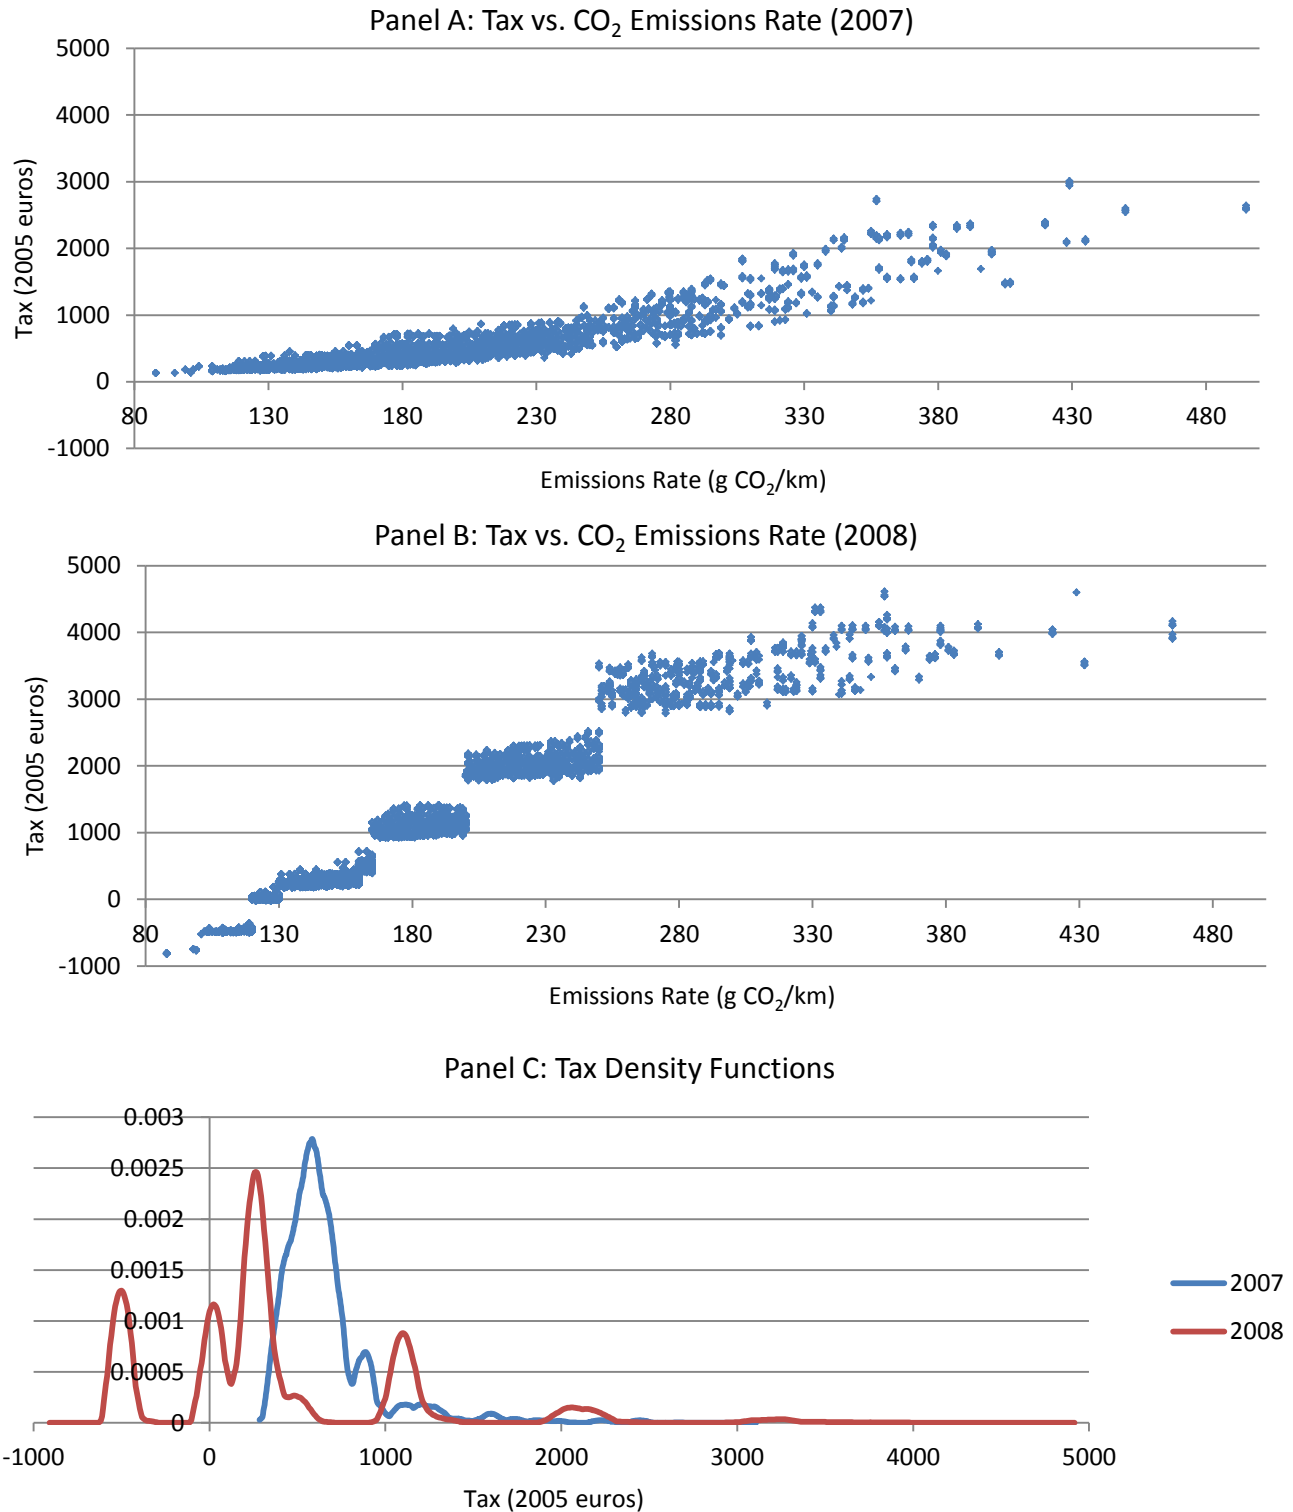 Panel A: Tax vs. CO₂ Emissions Rate (2007)
5000
4000
3000
2000
1000
0
-1000
Tax (2005 euros)
80 130 180 230 280 330 380 430 480
Emissions Rate (g CO₂/km)
Panel B: Tax vs. CO₂ Emissions Rate (2008)
5000
4000
3000
2000
1000
0
-1000
Tax (2005 euros)
80 130 180 230 280 330 380 430 480
Emissions Rate (g CO₂/km)
Panel C: Tax Density Functions
0.003
0.0025
0.002
0.0015
0.001
0.0005
0
2007
2008
-1000 0 1000 2000 3000 4000 5000
Tax (2005 euros)